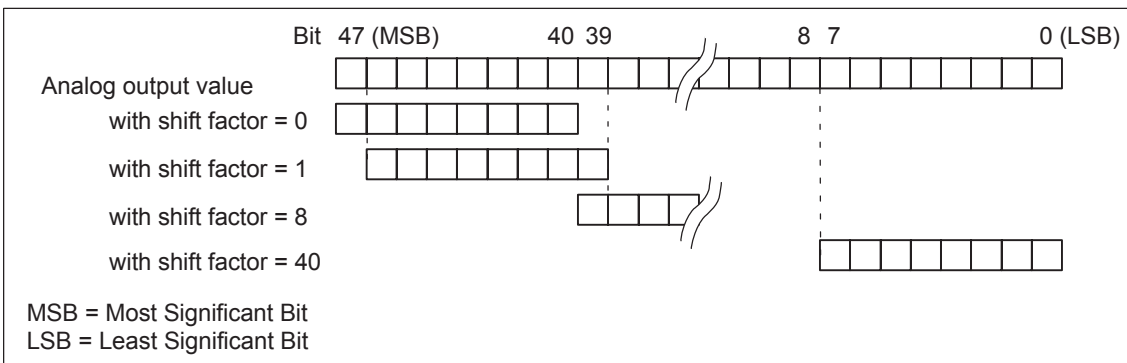 Bit 47 (MSB) 40 39 8 7 0 (LSB)
Analog output value
with shift factor = 0
with shift factor = 1
with shift factor = 8
with shift factor = 40
MSB = Most Significant Bit
LSB = Least Significant Bit